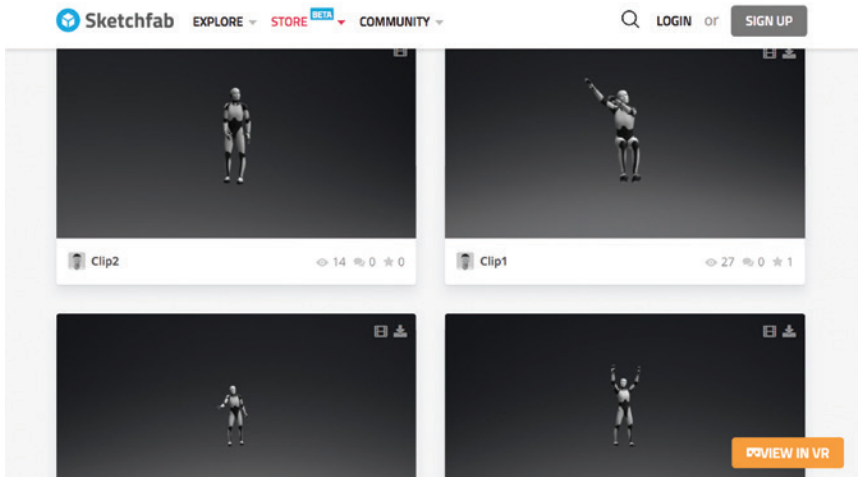 Sketchfab EXPLORE STORE BETA COMMUNITY LOGIN or SIGN UP
Clip2 14 0 0
Clip1 27 0 1
VIEW IN VR